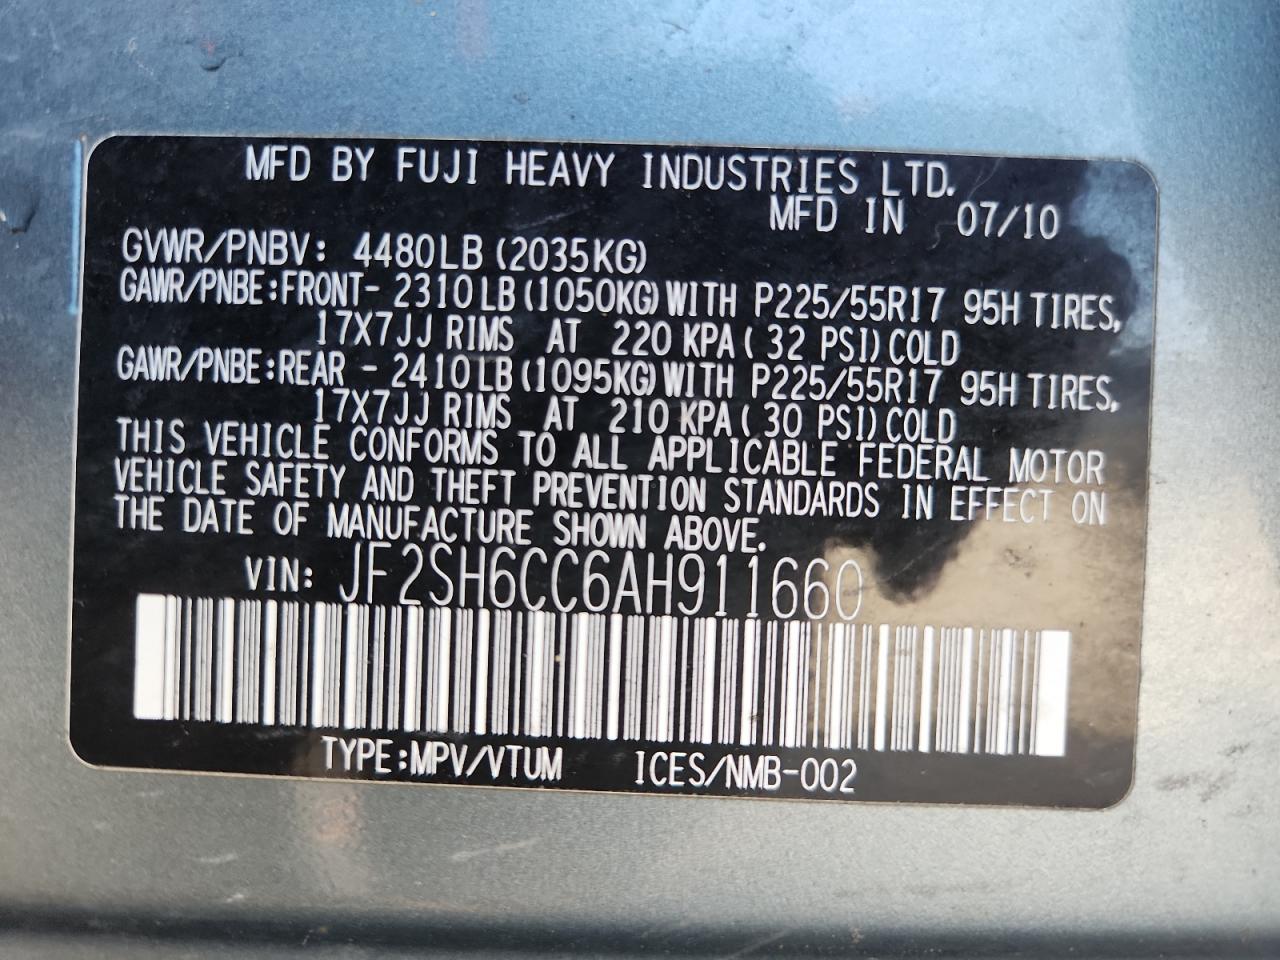 MFD BY FUJI HEAVY INDUSTRIES LTD.
MFD IN 07/10
GVWR/PNBV: 4480LB (2035KG)
GAWR/PNBE:FRONT- 2310LB (1050KG) WITH P225/55R17 95H TIRES,
17X7JJ RIMS AT 220 KPA ( 32 PSI) COLD
GAWR/PNBE:REAR - 2410LB (1095KG) WITH P225/55R17 95H TIRES,
17X7JJ RIMS AT 210 KPA ( 30 PSI) COLD
THIS VEHICLE CONFORMS TO ALL APPLICABLE FEDERAL MOTOR
VEHICLE SAFETY AND THEFT PREVENTION STANDARDS IN EFFECT ON
THE DATE OF MANUFACTURE SHOWN ABOVE.
VIN: JF2SH6CC6AH911660
TYPE:MPV/VTUM ICES/NMB-002